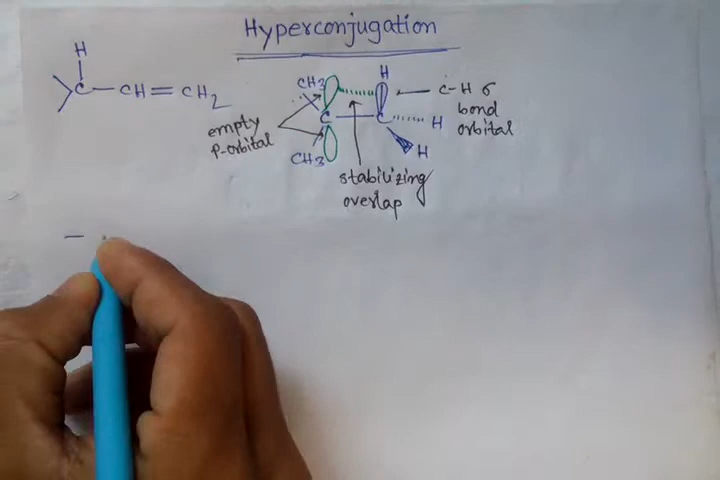 Hyperconjugation
H
C — CH = CH2
CH3
H
C — H σ
bond
orbital
C — C
H
H
CH3
empty
P-orbital
stabilizing
overlap